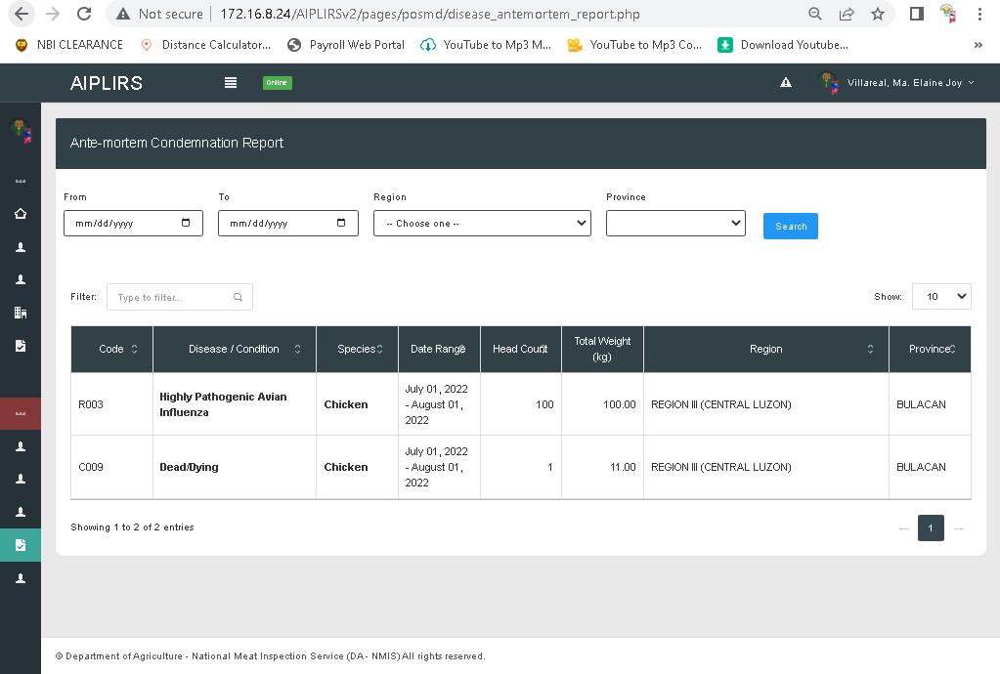 Not secure 172.16.8.24/AIPLIRSv2/pages/posmd/disease_antemortem_report.php
NBI CLEARANCE Distance Calculator... Payroll Web Portal YouTube to Mp3 M... YouTube to Mp3 Co... Download Youtube... »
AIPLIRS Online Villareal, Ma. Elaine Joy
Ante-mortem Condemnation Report
From To Region Province
mm/dd/yyyy mm/dd/yyyy -- Choose one -- Search
Filter: Type to filter... Show: 10
Code Disease / Condition Species Date Range Head Count Total Weight (kg) Region Province
R003 Highly Pathogenic Avian Influenza Chicken July 01, 2022 - August 01, 2022 100 100.00 REGION III (CENTRAL LUZON) BULACAN
C009 Dead/Dying Chicken July 01, 2022 - August 01, 2022 1 11.00 REGION III (CENTRAL LUZON) BULACAN
Showing 1 to 2 of 2 entries ← 1 →
© Department of Agriculture - National Meat Inspection Service (DA - NMIS) All rights reserved.